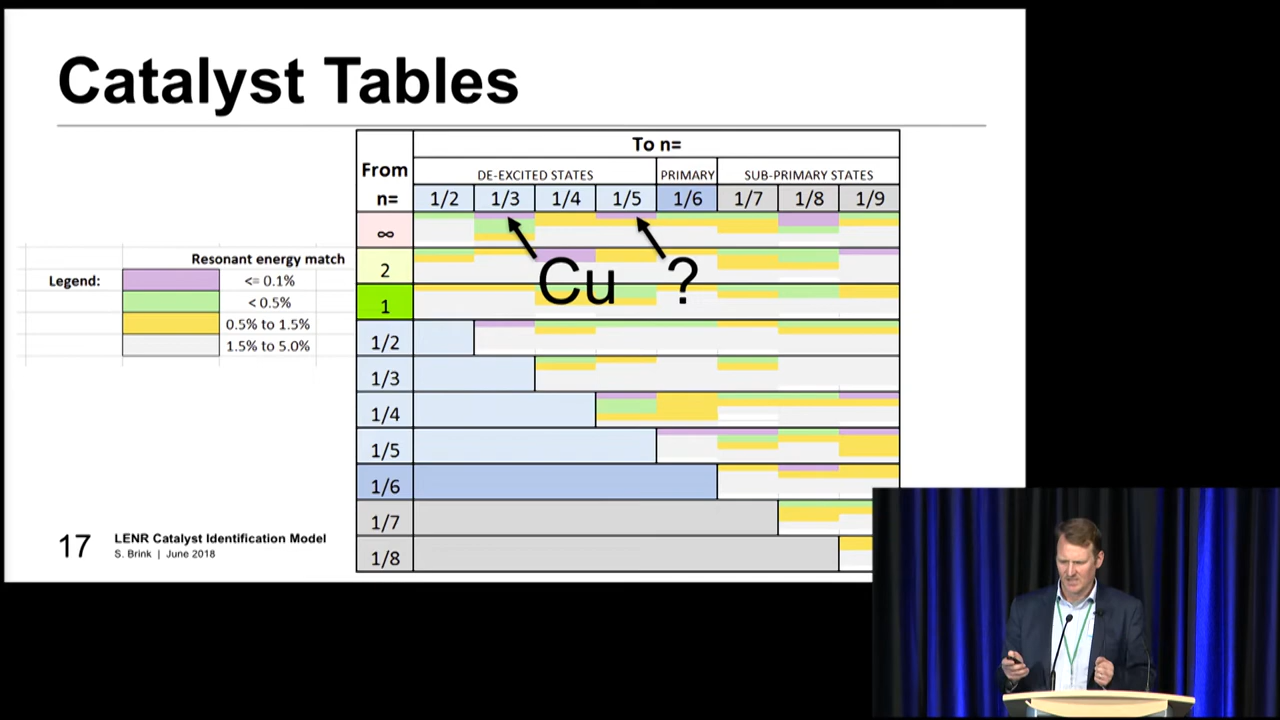 Catalyst Tables
To n=
From
n=
DE-EXCITED STATES PRIMARY SUB-PRIMARY STATES
1/2 1/3 1/4 1/5 1/6 1/7 1/8 1/9
∞
2
1
1/2
1/3
1/4
1/5
1/6
1/7
1/8
Cu ?
Resonant energy match
Legend:
<= 0.1%
< 0.5%
0.5% to 1.5%
1.5% to 5.0%
17
LENR Catalyst Identification Model
S. Brink | June 2018